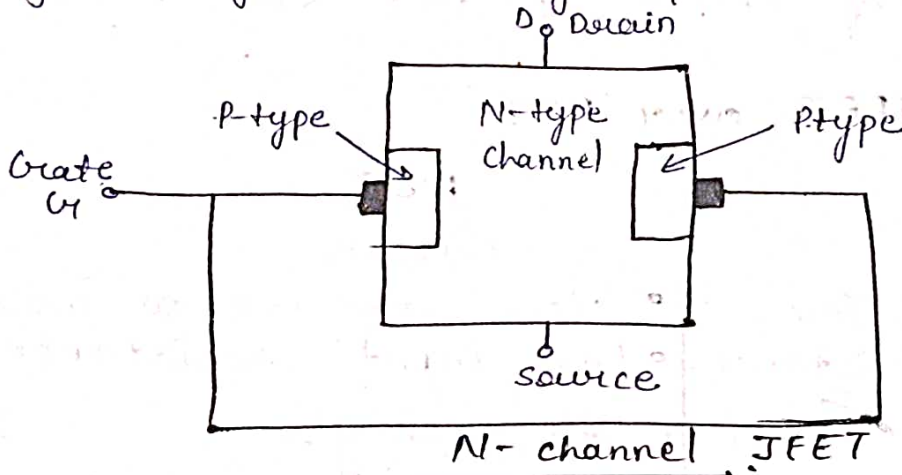 D Drain
P-type
N-type
channel
P-type
Gate
G
Source
N-channel JFET